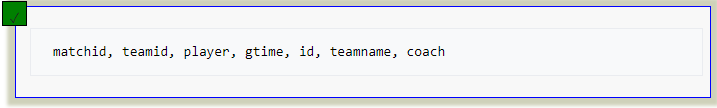 ✓
matchid, teamid, player, gtime, id, teamname, coach